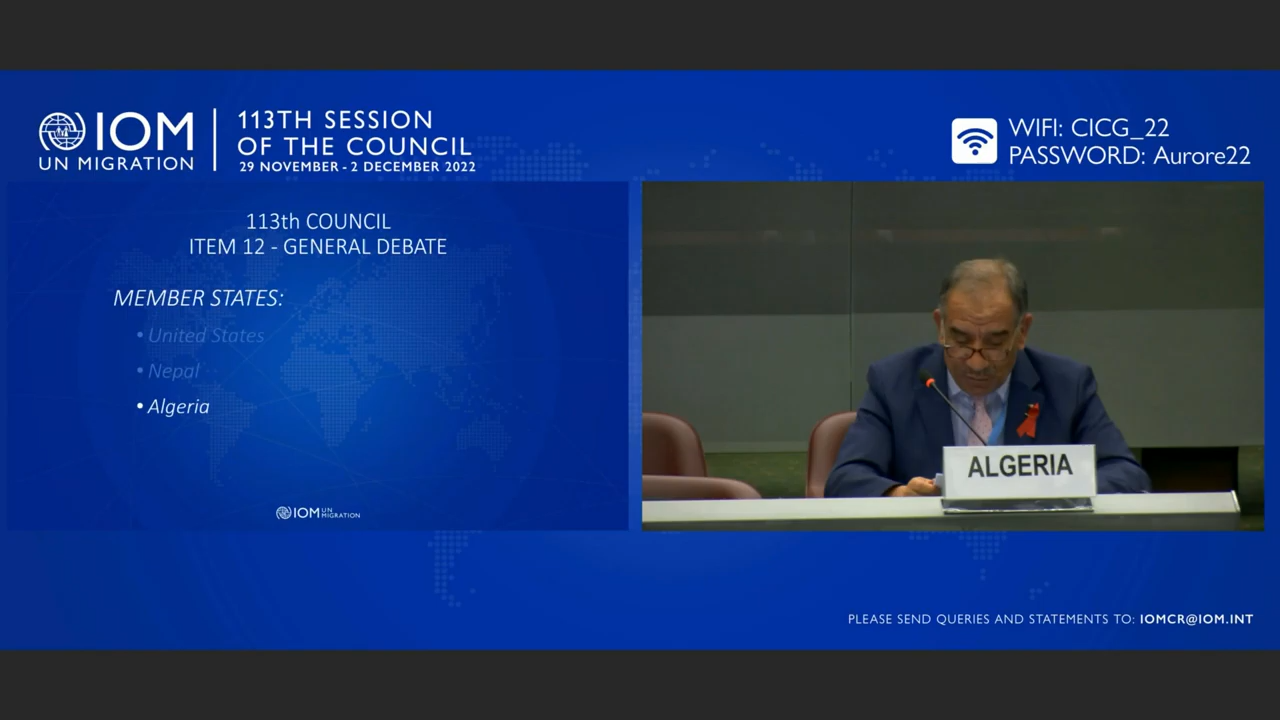 IOM
UN MIGRATION
113TH SESSION
OF THE COUNCIL
29 NOVEMBER - 2 DECEMBER 2022
WIFI: CICG_22
PASSWORD: Aurore22
113th COUNCIL
ITEM 12 - GENERAL DEBATE
MEMBER STATES:
• United States
• Nepal
• Algeria
IOM UN MIGRATION
ALGERIA
PLEASE SEND QUERIES AND STATEMENTS TO: IOMCR@IOM.INT